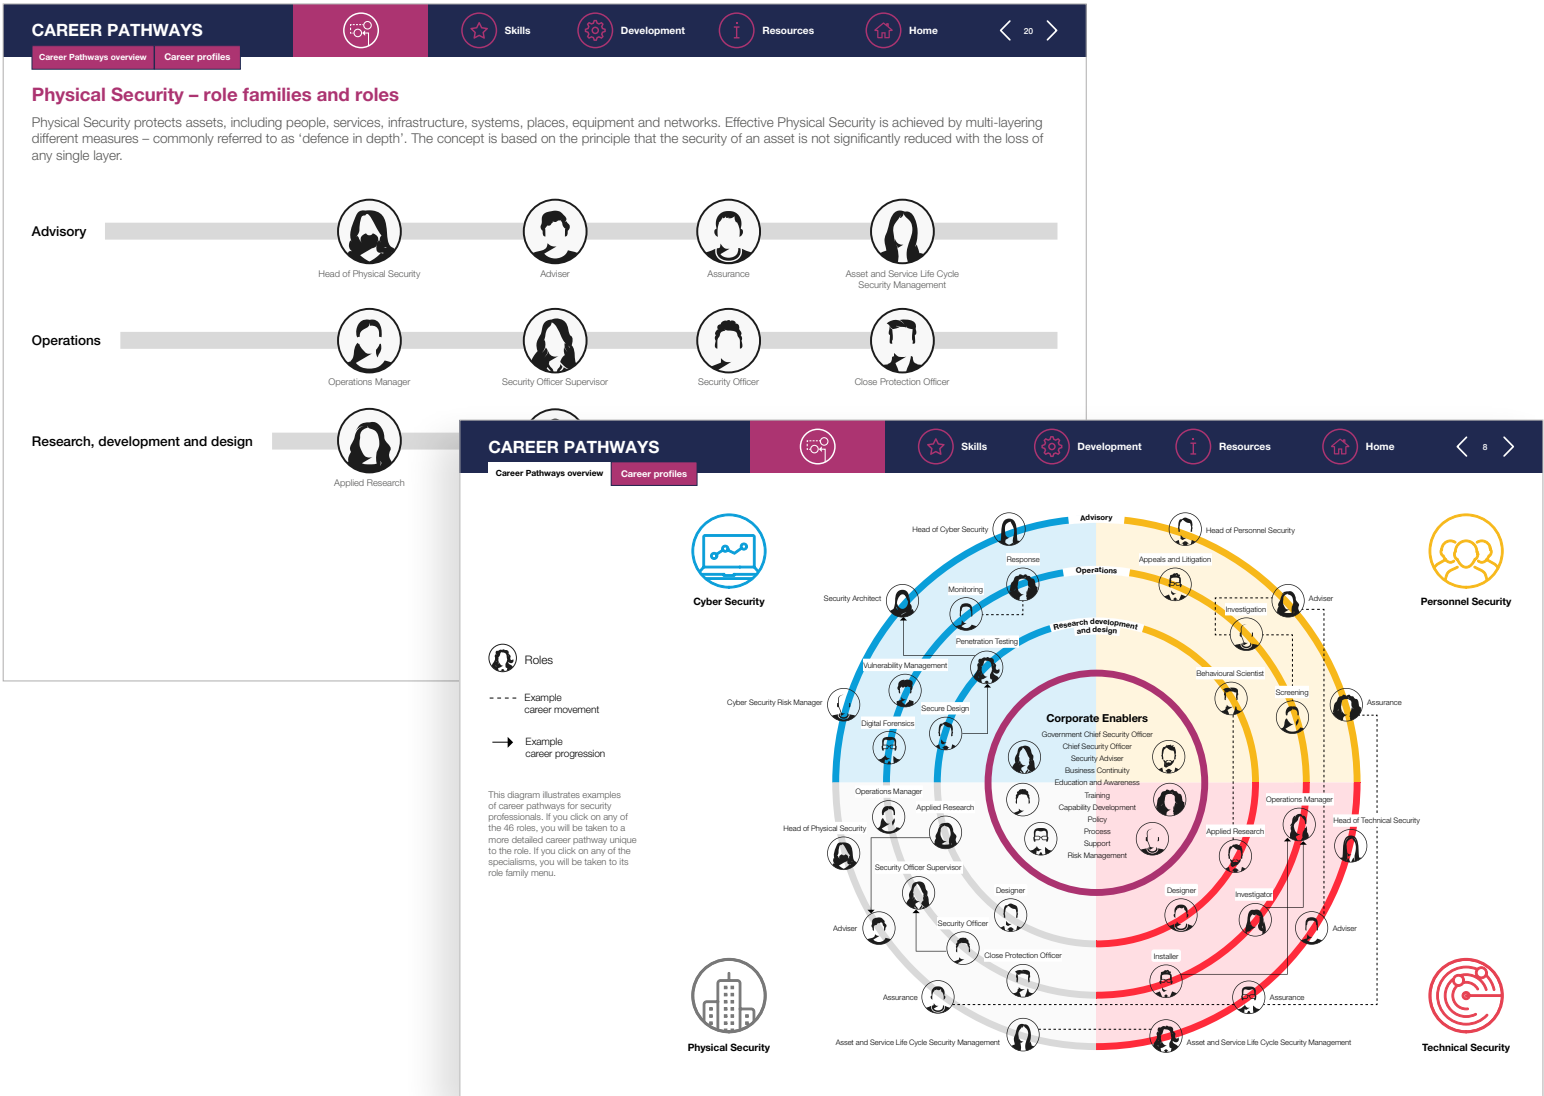 CAREER PATHWAYS
Skills
Development
Resources
Home
20
Career Pathways overview
Career profiles
Physical Security – role families and roles
Physical Security protects assets, including people, services, infrastructure, systems, places, equipment and networks. Effective Physical Security is achieved by multi-layering
different measures – commonly referred to as ‘defence in depth’. The concept is based on the principle that the security of an asset is not significantly reduced with the loss of
any single layer.
Advisory
Head of Physical Security
Adviser
Assurance
Asset and Service Life Cycle
Security Management
Operations
Operations Manager
Security Officer Supervisor
Security Officer
Close Protection Officer
Research, development and design
Applied Research
CAREER PATHWAYS
Skills
Development
Resources
Home
8
Career Pathways overview
Career profiles
Cyber Security
Personnel Security
Roles
Example
career movement
Example
career progression
This diagram illustrates examples
of career pathways for security
professionals. If you click on any of
the 46 roles, you will be taken to a
more detailed career pathway unique
to the role. If you click on any of the
specialisms, you will be taken to its
role family menu.
Physical Security
Technical Security
Advisory
Operations
Research development
and design
Head of Cyber Security
Response
Monitoring
Security Architect
Penetration Testing
Vulnerability Management
Cyber Security Risk Manager
Secure Design
Digital Forensics
Head of Personnel Security
Appeals and Litigation
Adviser
Investigation
Behavioural Scientist
Screening
Assurance
Corporate Enablers
Government Chief Security Officer
Chief Security Officer
Security Adviser
Business Continuity
Education and Awareness
Training
Capability Development
Policy
Process
Support
Risk Management
Operations Manager
Applied Research
Head of Physical Security
Security Officer Supervisor
Designer
Security Officer
Adviser
Close Protection Officer
Assurance
Asset and Service Life Cycle Security Management
Operations Manager
Head of Technical Security
Applied Research
Designer
Investigator
Adviser
Installer
Assurance
Asset and Service Life Cycle Security Management